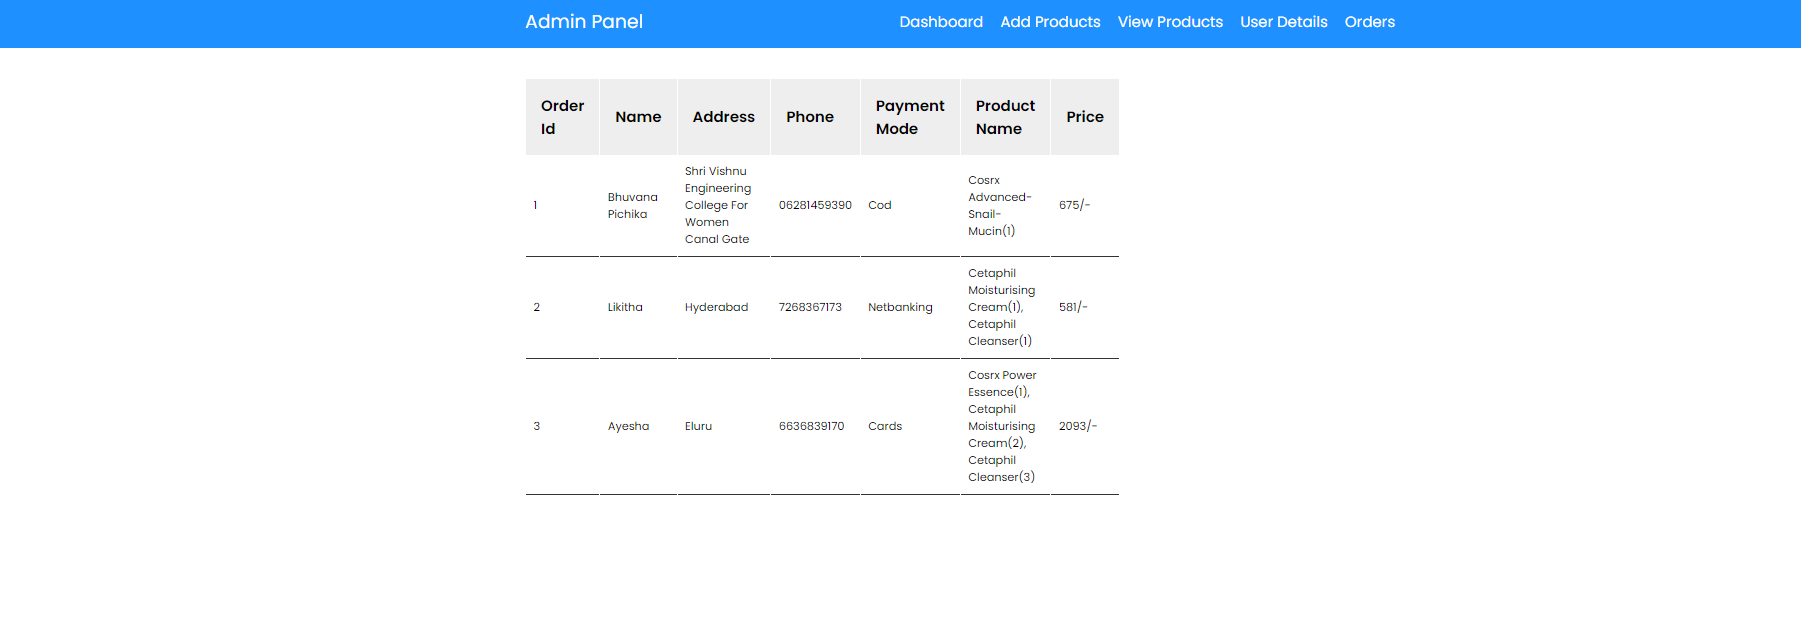 Admin Panel Dashboard Add Products View Products User Details Orders
Order Id Name Address Phone Payment Mode Product Name Price
1
Bhuvana
Pichika
Shri Vishnu
Engineering
College For
Women
Canal Gate
06281459390
Cod
Cosrx
Advanced-
Snail-
Mucin(1)
675/-
2
Likitha
Hyderabad
7268367173
Netbanking
Cetaphil
Moisturising
Cream(1),
Cetaphil
Cleanser(1)
581/-
3
Ayesha
Eluru
6636839170
Cards
Cosrx Power
Essence(1),
Cetaphil
Moisturising
Cream(2),
Cetaphil
Cleanser(3)
2093/-